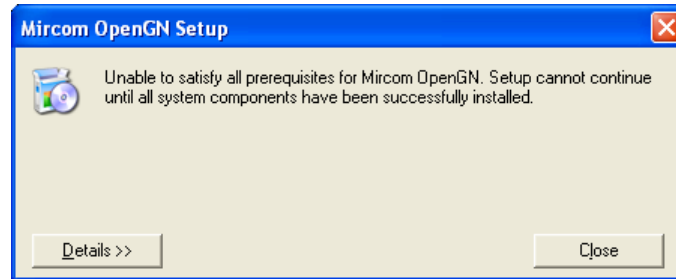 Mircom OpenGN Setup
Unable to satisfy all prerequisites for Mircom OpenGN. Setup cannot continue
until all system components have been successfully installed.
Details >>
Close